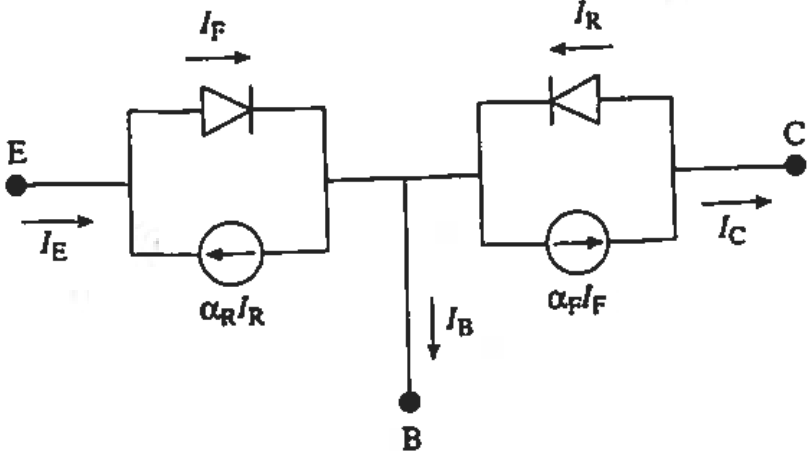 I_F
I_R
E
C
I_E
I_C
α_R I_R
α_F I_F
I_B
B